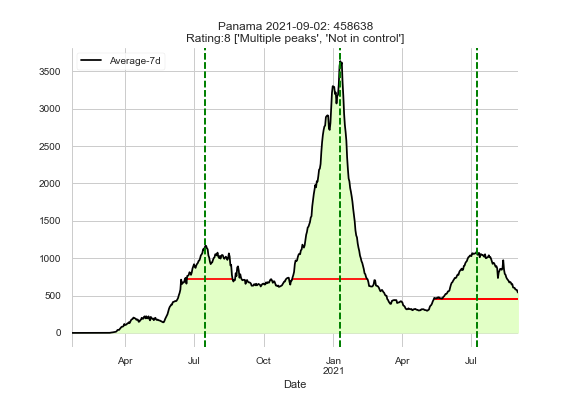 Panama 2021-09-02: 458638
Rating:8 ['Multiple peaks', 'Not in control']
Average-7d
3500
3000
2500
2000
1500
1000
500
0
Apr
Jul
Oct
Jan
2021
Apr
Jul
Date